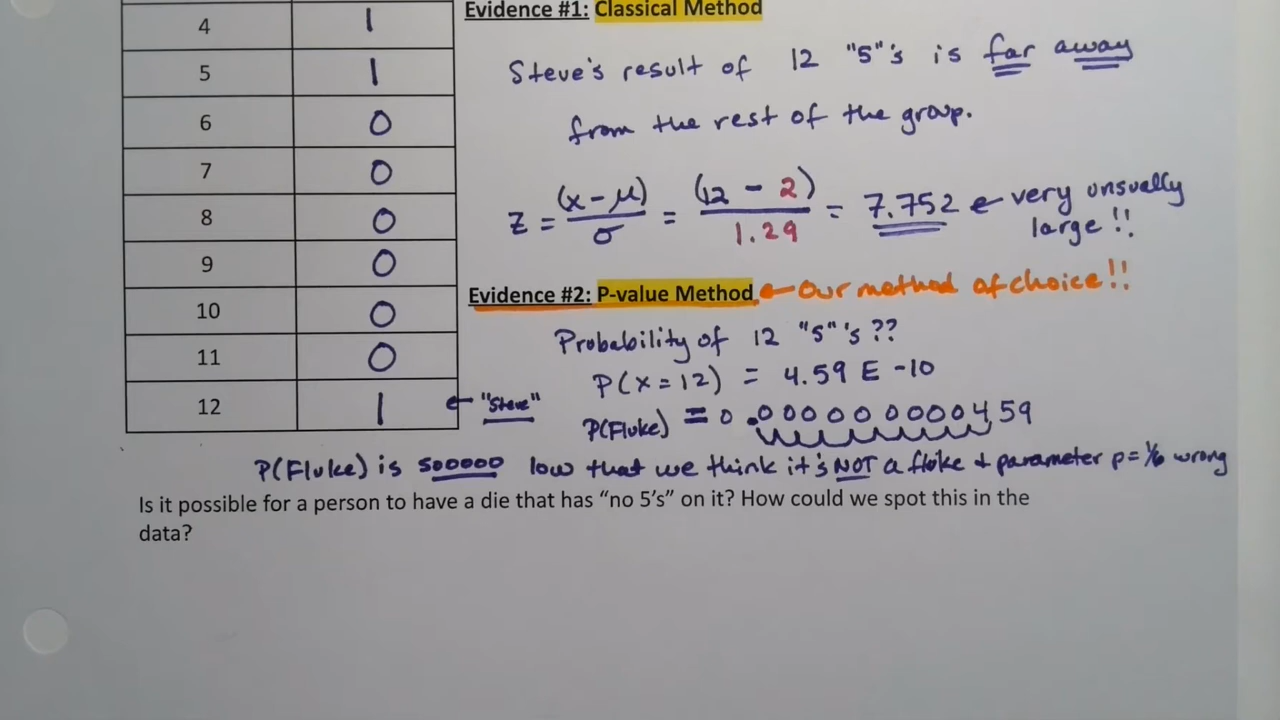 Evidence #1: Classical Method
4 1
5 1
6 0
7 0
8 0
9 0
10 0
11 0
12 1 ← "Steve"
Steve's result of 12 "5"'s is far away
from the rest of the group.
Z = (x-μ)/σ = (12 - 2)/1.29 = 7.752 ← very unsually
large!!
Evidence #2: P-value Method ← Our method of choice!!
Probability of 12 "5"'s??
P(x=12) = 4.59 E -10
P(Fluke) = 0.0000000004,59
P(Fluke) is soooooo low that we think it's NOT a fluke + parameter p=1/6 wrong
Is it possible for a person to have a die that has “no 5’s” on it? How could we spot this in the
data?